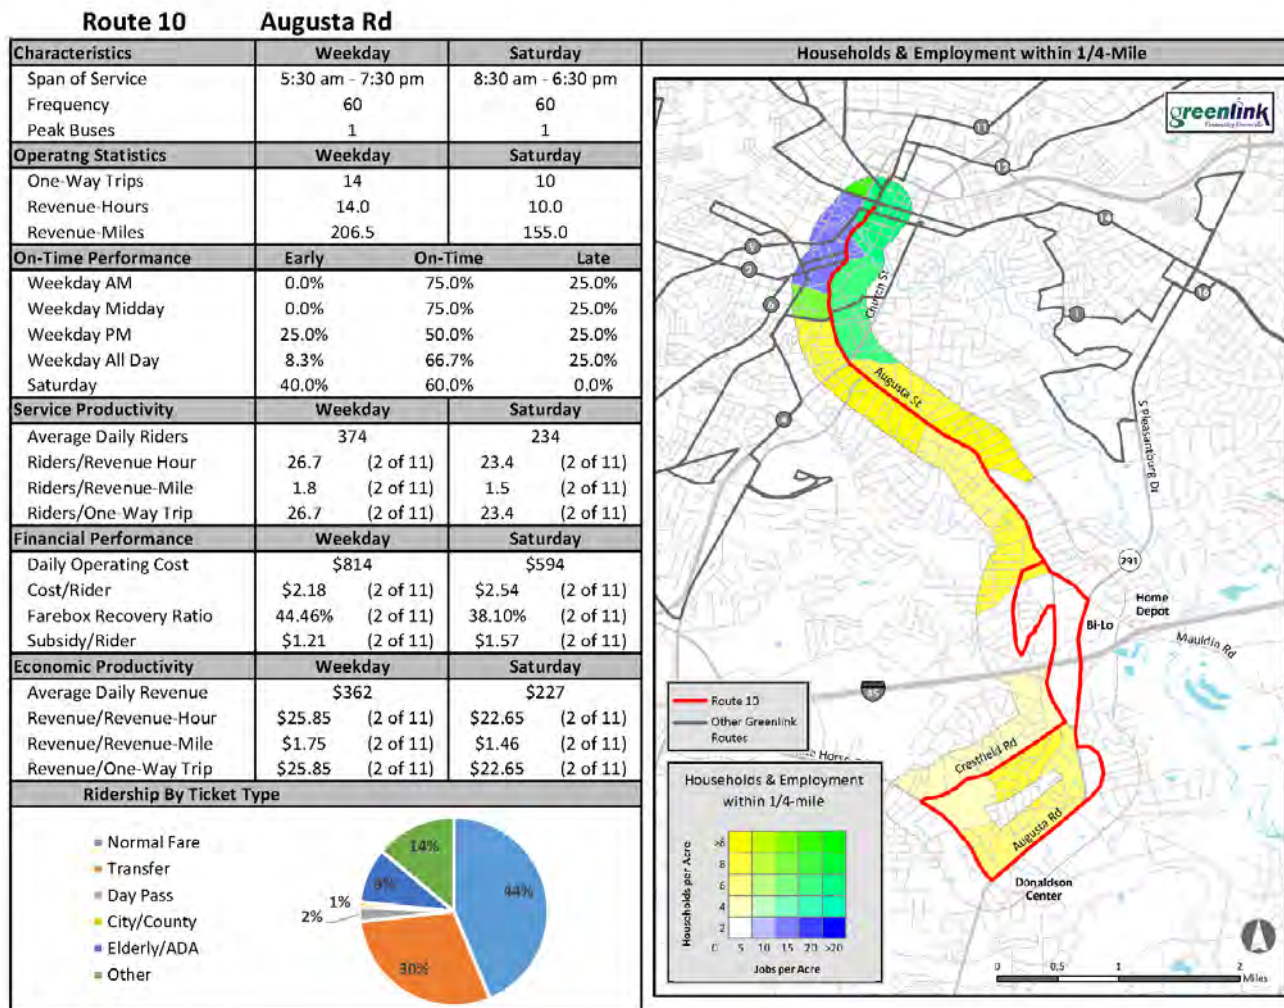 Route 10 Augusta Rd
Characteristics Weekday Saturday
Span of Service 5:30 am - 7:30 pm 8:30 am - 6:30 pm
Frequency 60 60
Peak Buses 1 1
Operatng Statistics Weekday Saturday
One-Way Trips 14 10
Revenue-Hours 14.0 10.0
Revenue-Miles 206.5 155.0
On-Time Performance Early On-Time Late
Weekday AM 0.0% 75.0% 25.0%
Weekday Midday 0.0% 75.0% 25.0%
Weekday PM 25.0% 50.0% 25.0%
Weekday All Day 8.3% 66.7% 25.0%
Saturday 40.0% 60.0% 0.0%
Service Productivity Weekday Saturday
Average Daily Riders 374 234
Riders/Revenue Hour 26.7 (2 of 11) 23.4 (2 of 11)
Riders/Revenue-Mile 1.8 (2 of 11) 1.5 (2 of 11)
Riders/One-Way Trip 26.7 (2 of 11) 23.4 (2 of 11)
Financial Performance Weekday Saturday
Daily Operating Cost $814 $594
Cost/Rider $2.18 (2 of 11) $2.54 (2 of 11)
Farebox Recovery Ratio 44.46% (2 of 11) 38.10% (2 of 11)
Subsidy/Rider $1.21 (2 of 11) $1.57 (2 of 11)
Economic Productivity Weekday Saturday
Average Daily Revenue $362 $227
Revenue/Revenue-Hour $25.85 (2 of 11) $22.65 (2 of 11)
Revenue/Revenue-Mile $1.75 (2 of 11) $1.46 (2 of 11)
Revenue/One-Way Trip $25.85 (2 of 11) $22.65 (2 of 11)
Ridership By Ticket Type
Normal Fare
Transfer
Day Pass
City/County
Elderly/ADA
Other
14%
9%
44%
1%
2%
30%
Households & Employment within 1/4-Mile
greenlink
Church St
Augusta St
S Pleasantburg Dr
291
Home
Depot
Bi-Lo
Mauldin Rd
85
Crestfield Rd
Augusta Rd
Donaldson
Center
Route 10
Other Greenlink
Routes
Households & Employment
within 1/4-mile
Households per Acre
>8
8
6
4
2
0 5 10 15 20 >20
Jobs per Acre
0 0.5 1 2
Miles